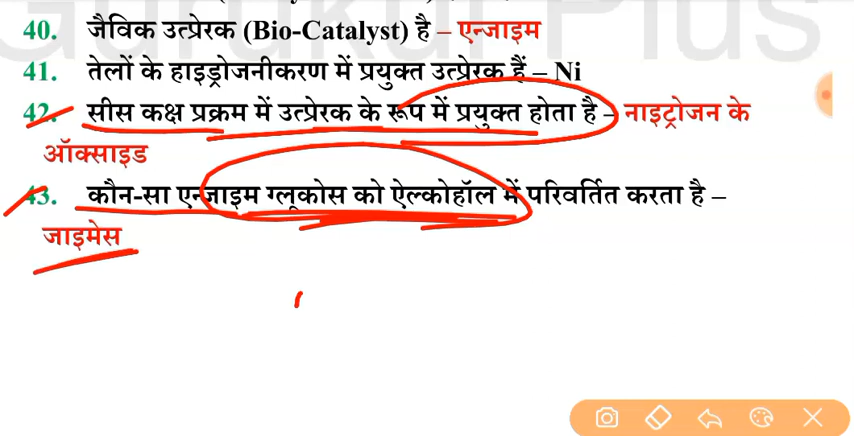 40. जैविक उत्प्रेरक (Bio-Catalyst) है – एन्जाइम
41. तेलों के हाइड्रोजनीकरण में प्रयुक्त उत्प्रेरक हैं – Ni
42. सीस कक्ष प्रक्रम में उत्प्रेरक के रूप में प्रयुक्त होता है – नाइट्रोजन के
ऑक्साइड
43. कौन-सा एन्जाइम ग्लूकोस को ऐल्कोहॉल में परिवर्तित करता है –
जाइमेस